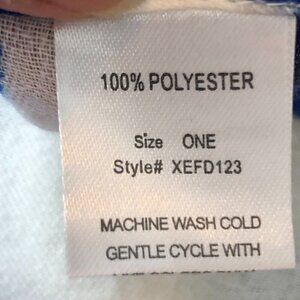 100% POLYESTER
Size ONE
Style# XEFD123
MACHINE WASH COLD
GENTLE CYCLE WITH